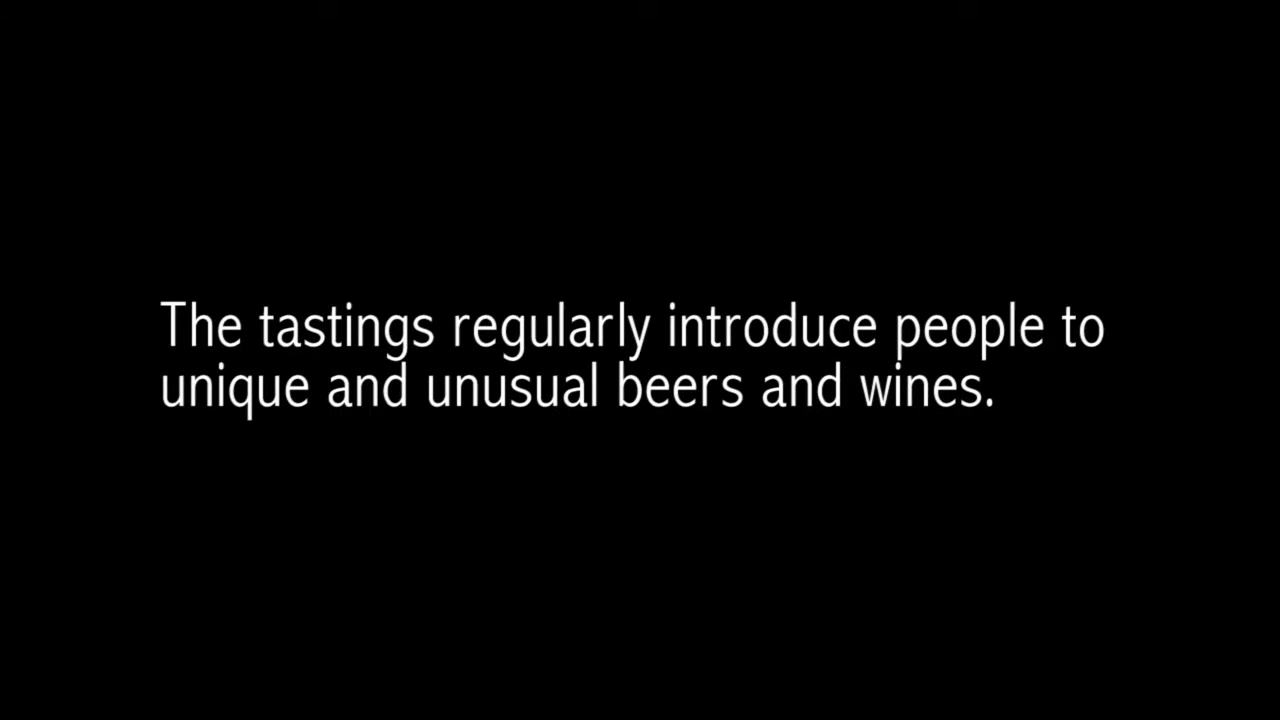 The tastings regularly introduce people to
unique and unusual beers and wines.